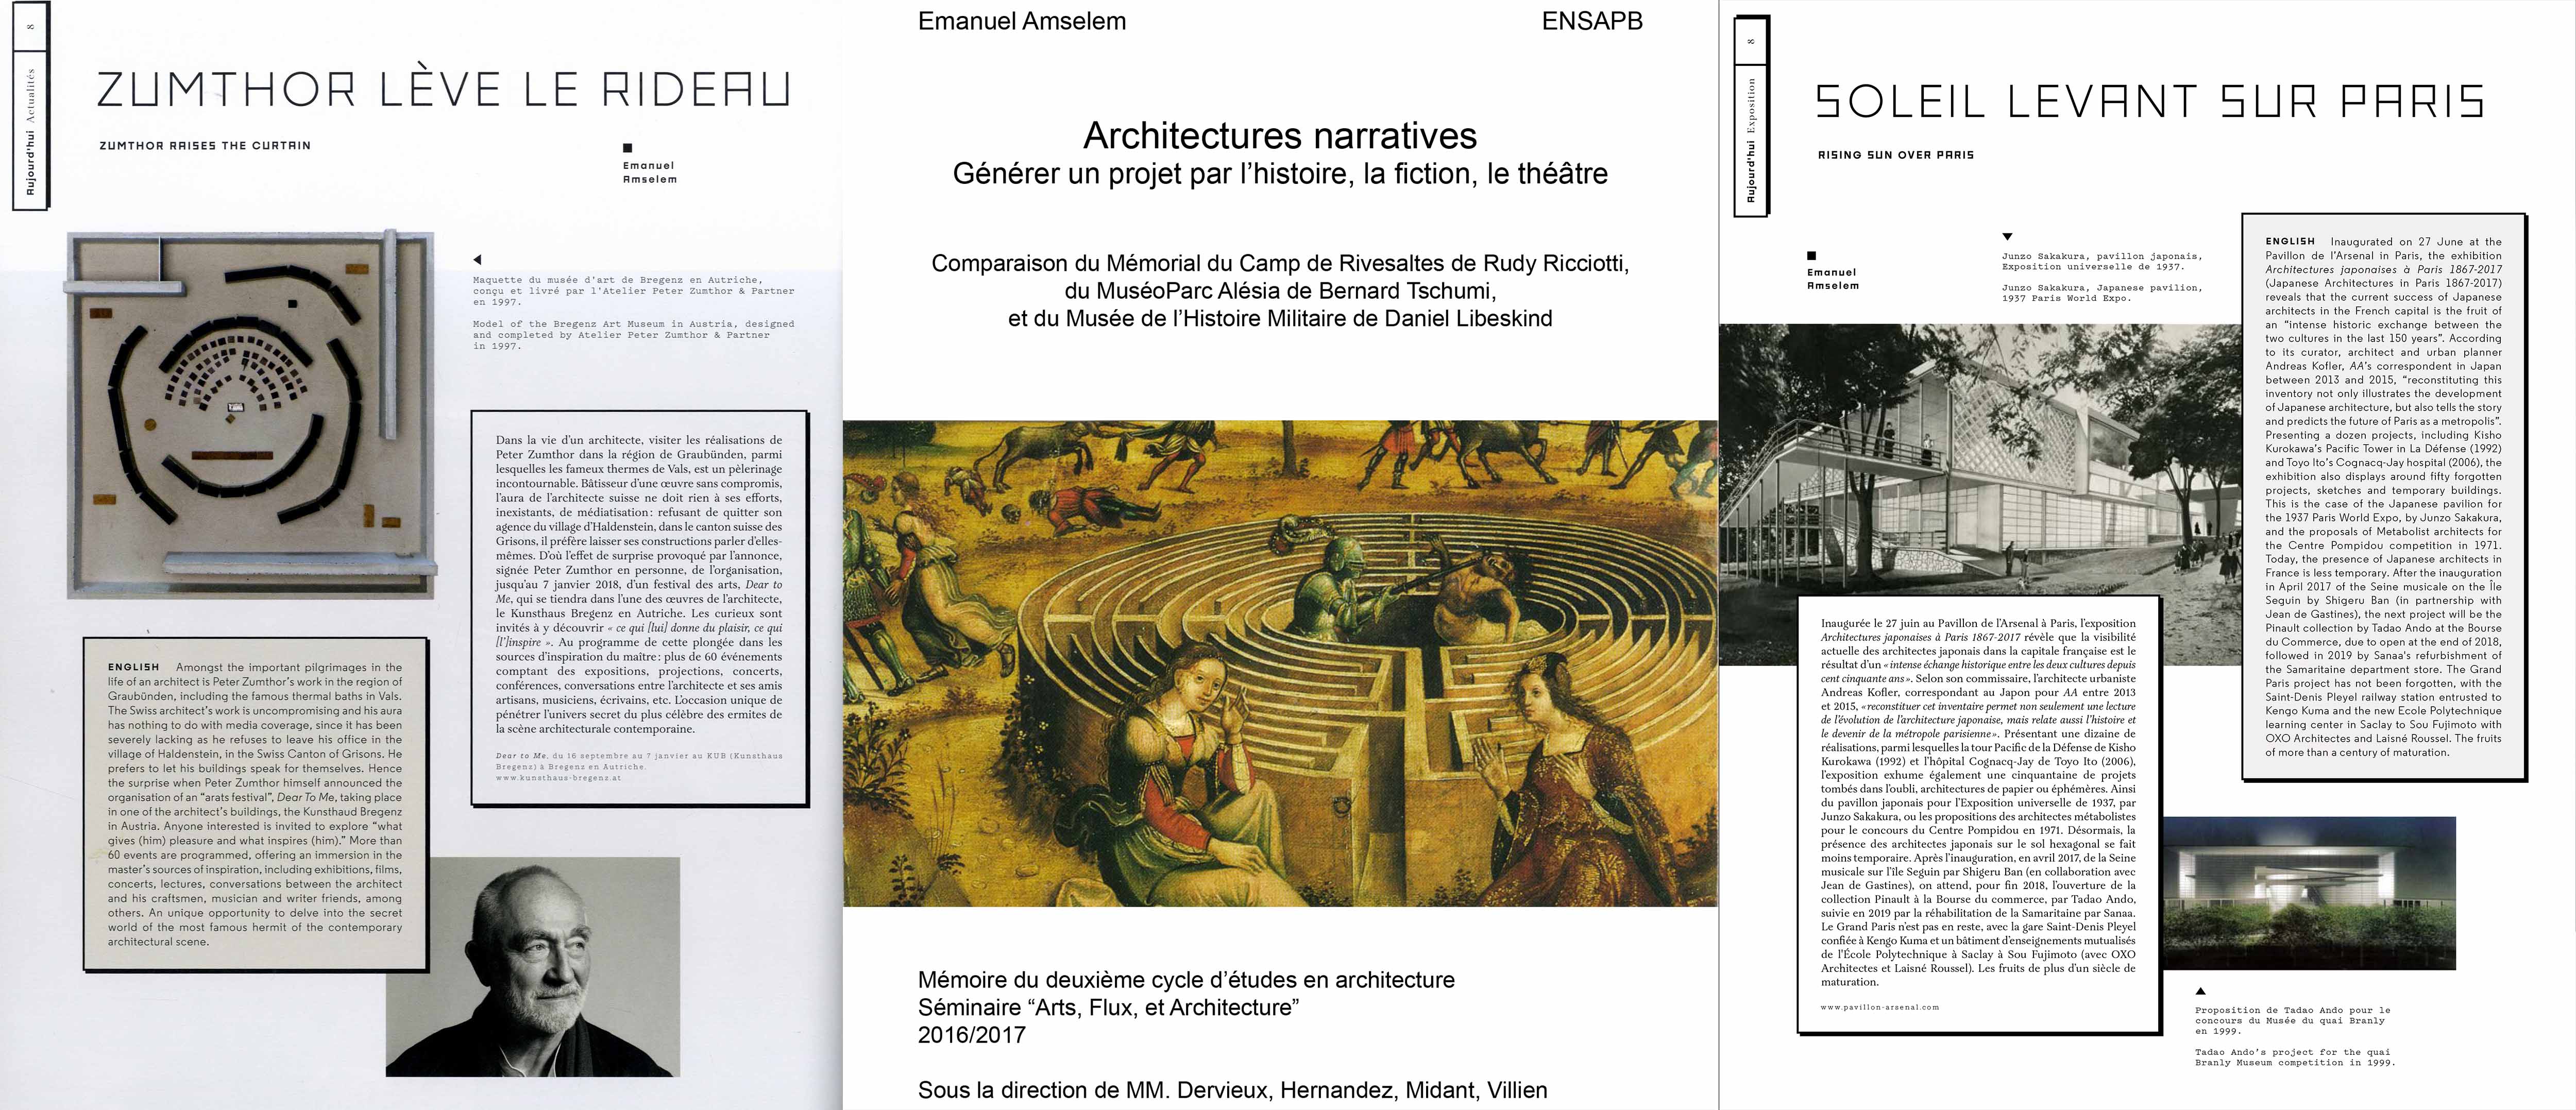 8
Aujourd'hui Actualités
ZUMTHOR LÈVE LE RIDEAU
ZUMTHOR RAISES THE CURTAIN
Emanuel
Amselem
Maquette du musée d'art de Bregenz en Autriche,
conçu et livré par l'Atelier Peter Zumthor & Partner
en 1997.
Model of the Bregenz Art Museum in Austria, designed
and completed by Atelier Peter Zumthor & Partner
in 1997.
Dans la vie d'un architecte, visiter les réalisations de
Peter Zumthor dans la région de Graubünden, parmi
lesquelles les fameux thermes de Vals, est un pèlerinage
incontournable. Bâtisseur d'une œuvre sans compromis,
l'aura de l'architecte suisse ne doit rien à ses efforts,
inexistants, de médiatisation : refusant de quitter son
agence du village d'Haldenstein, dans le canton suisse des
Grisons, il préfère laisser ses constructions parler d'elles-
mêmes. D'où l'effet de surprise provoqué par l'annonce,
signée Peter Zumthor en personne, de l'organisation,
jusqu'au 7 janvier 2018, d'un festival des arts, Dear to
Me, qui se tiendra dans l'une des œuvres de l'architecte,
le Kunsthaus Bregenz en Autriche. Les curieux sont
invités à y découvrir « ce qui [lui] donne du plaisir, ce qui
[l']inspire ». Au programme de cette plongée dans les
sources d'inspiration du maître : plus de 60 événements
comptant des expositions, projections, concerts,
conférences, conversations entre l'architecte et ses amis
artisans, musiciens, écrivains, etc. L'occasion unique de
pénétrer l'univers secret du plus célèbre des ermites de
la scène architecturale contemporaine.
Dear to Me, du 16 septembre au 7 janvier au KUB (Kunsthaus
Bregenz) à Bregenz en Autriche.
www.kunsthaus-bregenz.at
ENGLISH Amongst the important pilgrimages in the
life of an architect is Peter Zumthor's work in the region of
Graubünden, including the famous thermal baths in Vals.
The Swiss architect's work is uncompromising and his aura
has nothing to do with media coverage, since it has been
severely lacking as he refuses to leave his office in the
village of Haldenstein, in the Swiss Canton of Grisons. He
prefers to let his buildings speak for themselves. Hence
the surprise when Peter Zumthor himself announced the
organisation of an "arats festival", Dear To Me, taking place
in one of the architect's buildings, the Kunsthaud Bregenz
in Austria. Anyone interested is invited to explore "what
gives (him) pleasure and what inspires (him)." More than
60 events are programmed, offering an immersion in the
master's sources of inspiration, including exhibitions, films,
concerts, lectures, conversations between the architect
and his craftsmen, musician and writer friends, among
others. An unique opportunity to delve into the secret
world of the most famous hermit of the contemporary
architectural scene.
Emanuel Amselem
ENSAPB
Architectures narratives
Générer un projet par l'histoire, la fiction, le théâtre
Comparaison du Mémorial du Camp de Rivesaltes de Rudy Ricciotti,
du MuséoParc Alésia de Bernard Tschumi,
et du Musée de l'Histoire Militaire de Daniel Libeskind
Mémoire du deuxième cycle d'études en architecture
Séminaire “Arts, Flux, et Architecture”
2016/2017
Sous la direction de MM. Dervieux, Hernandez, Midant, Villien
8
Aujourd'hui Exposition
SOLEIL LEVANT SUR PARIS
RISING SUN OVER PARIS
Emanuel
Amselem
Junzo Sakakura, pavillon japonais,
Exposition universelle de 1937.
Junzo Sakakura, Japanese pavilion,
1937 Paris World Expo.
ENGLISH Inaugurated on 27 June at the
Pavillon de l'Arsenal in Paris, the exhibition
Architectures japonaises à Paris 1867-2017
(Japanese Architectures in Paris 1867-2017)
reveals that the current success of Japanese
architects in the French capital is the fruit of
an "intense historic exchange between the
two cultures in the last 150 years". According
to its curator, architect and urban planner
Andreas Kofler, AA's correspondent in Japan
between 2013 and 2015, "reconstituting this
inventory not only illustrates the development
of Japanese architecture, but also tells the story
and predicts the future of Paris as a metropolis".
Presenting a dozen projects, including Kisho
Kurokawa's Pacific Tower in La Défense (1992)
and Toyo Ito's Cognacq-Jay hospital (2006), the
exhibition also displays around fifty forgotten
projects, sketches and temporary buildings.
This is the case of the Japanese pavilion for
the 1937 Paris World Expo, by Junzo Sakakura,
and the proposals of Metabolist architects for
the Centre Pompidou competition in 1971.
Today, the presence of Japanese architects in
France is less temporary. After the inauguration
in April 2017 of the Seine musicale on the Île
Seguin by Shigeru Ban (in partnership with
Jean de Gastines), the next project will be the
Pinault collection by Tadao Ando at the Bourse
du Commerce, due to open at the end of 2018,
followed in 2019 by Sanaa's refurbishment of
the Samaritaine department store. The Grand
Paris project has not been forgotten, with the
Saint-Denis Pleyel railway station entrusted to
Kengo Kuma and the new Ecole Polytechnique
learning center in Saclay to Sou Fujimoto with
OXO Architectes and Laisné Roussel. The fruits
of more than a century of maturation.
Inaugurée le 27 juin au Pavillon de l'Arsenal à Paris, l'exposition
Architectures japonaises à Paris 1867-2017 révèle que la visibilité
actuelle des architectes japonais dans la capitale française est le
résultat d'un « intense échange historique entre les deux cultures depuis
cent cinquante ans ». Selon son commissaire, l'architecte urbaniste
Andreas Kofler, correspondant au Japon pour AA entre 2013
et 2015, « reconstituer cet inventaire permet non seulement une lecture
de l'évolution de l'architecture japonaise, mais relate aussi l'histoire et
le devenir de la métropole parisienne ». Présentant une dizaine de
réalisations, parmi lesquelles la tour Pacific de la Défense de Kisho
Kurokawa (1992) et l'hôpital Cognacq-Jay de Toyo Ito (2006),
l'exposition exhume également une cinquantaine de projets
tombés dans l'oubli, architectures de papier ou éphémères. Ainsi
du pavillon japonais pour l'Exposition universelle de 1937, par
Junzo Sakakura, ou les propositions des architectes métabolistes
pour le concours du Centre Pompidou en 1971. Désormais, la
présence des architectes japonais sur le sol hexagonal se fait
moins temporaire. Après l'inauguration, en avril 2017, de la Seine
musicale sur l'île Seguin par Shigeru Ban (en collaboration avec
Jean de Gastines), on attend, pour fin 2018, l'ouverture de la
collection Pinault à la Bourse du commerce, par Tadao Ando,
suivie en 2019 par la réhabilitation de la Samaritaine par Sanaa.
Le Grand Paris n'est pas en reste, avec la gare Saint-Denis Pleyel
confiée à Kengo Kuma et un bâtiment d'enseignements mutualisés
de l'École Polytechnique à Saclay à Sou Fujimoto (avec OXO
Architectes et Laisné Roussel). Les fruits de plus d'un siècle de
maturation.
www.pavillon-arsenal.com
Proposition de Tadao Ando pour le
concours du Musée du quai Branly
en 1999.
Tadao Ando's project for the quai
Branly Museum competition in 1999.